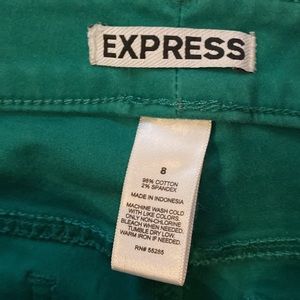 EXPRESS
8
98% COTTON
2% SPANDEX
MADE IN INDONESIA
MACHINE WASH COLD
WITH LIKE COLORS.
ONLY NON-CHLORINE
BLEACH WHEN NEEDED.
TUMBLE DRY LOW.
WARM IRON IF NEEDED.
RN# 55285